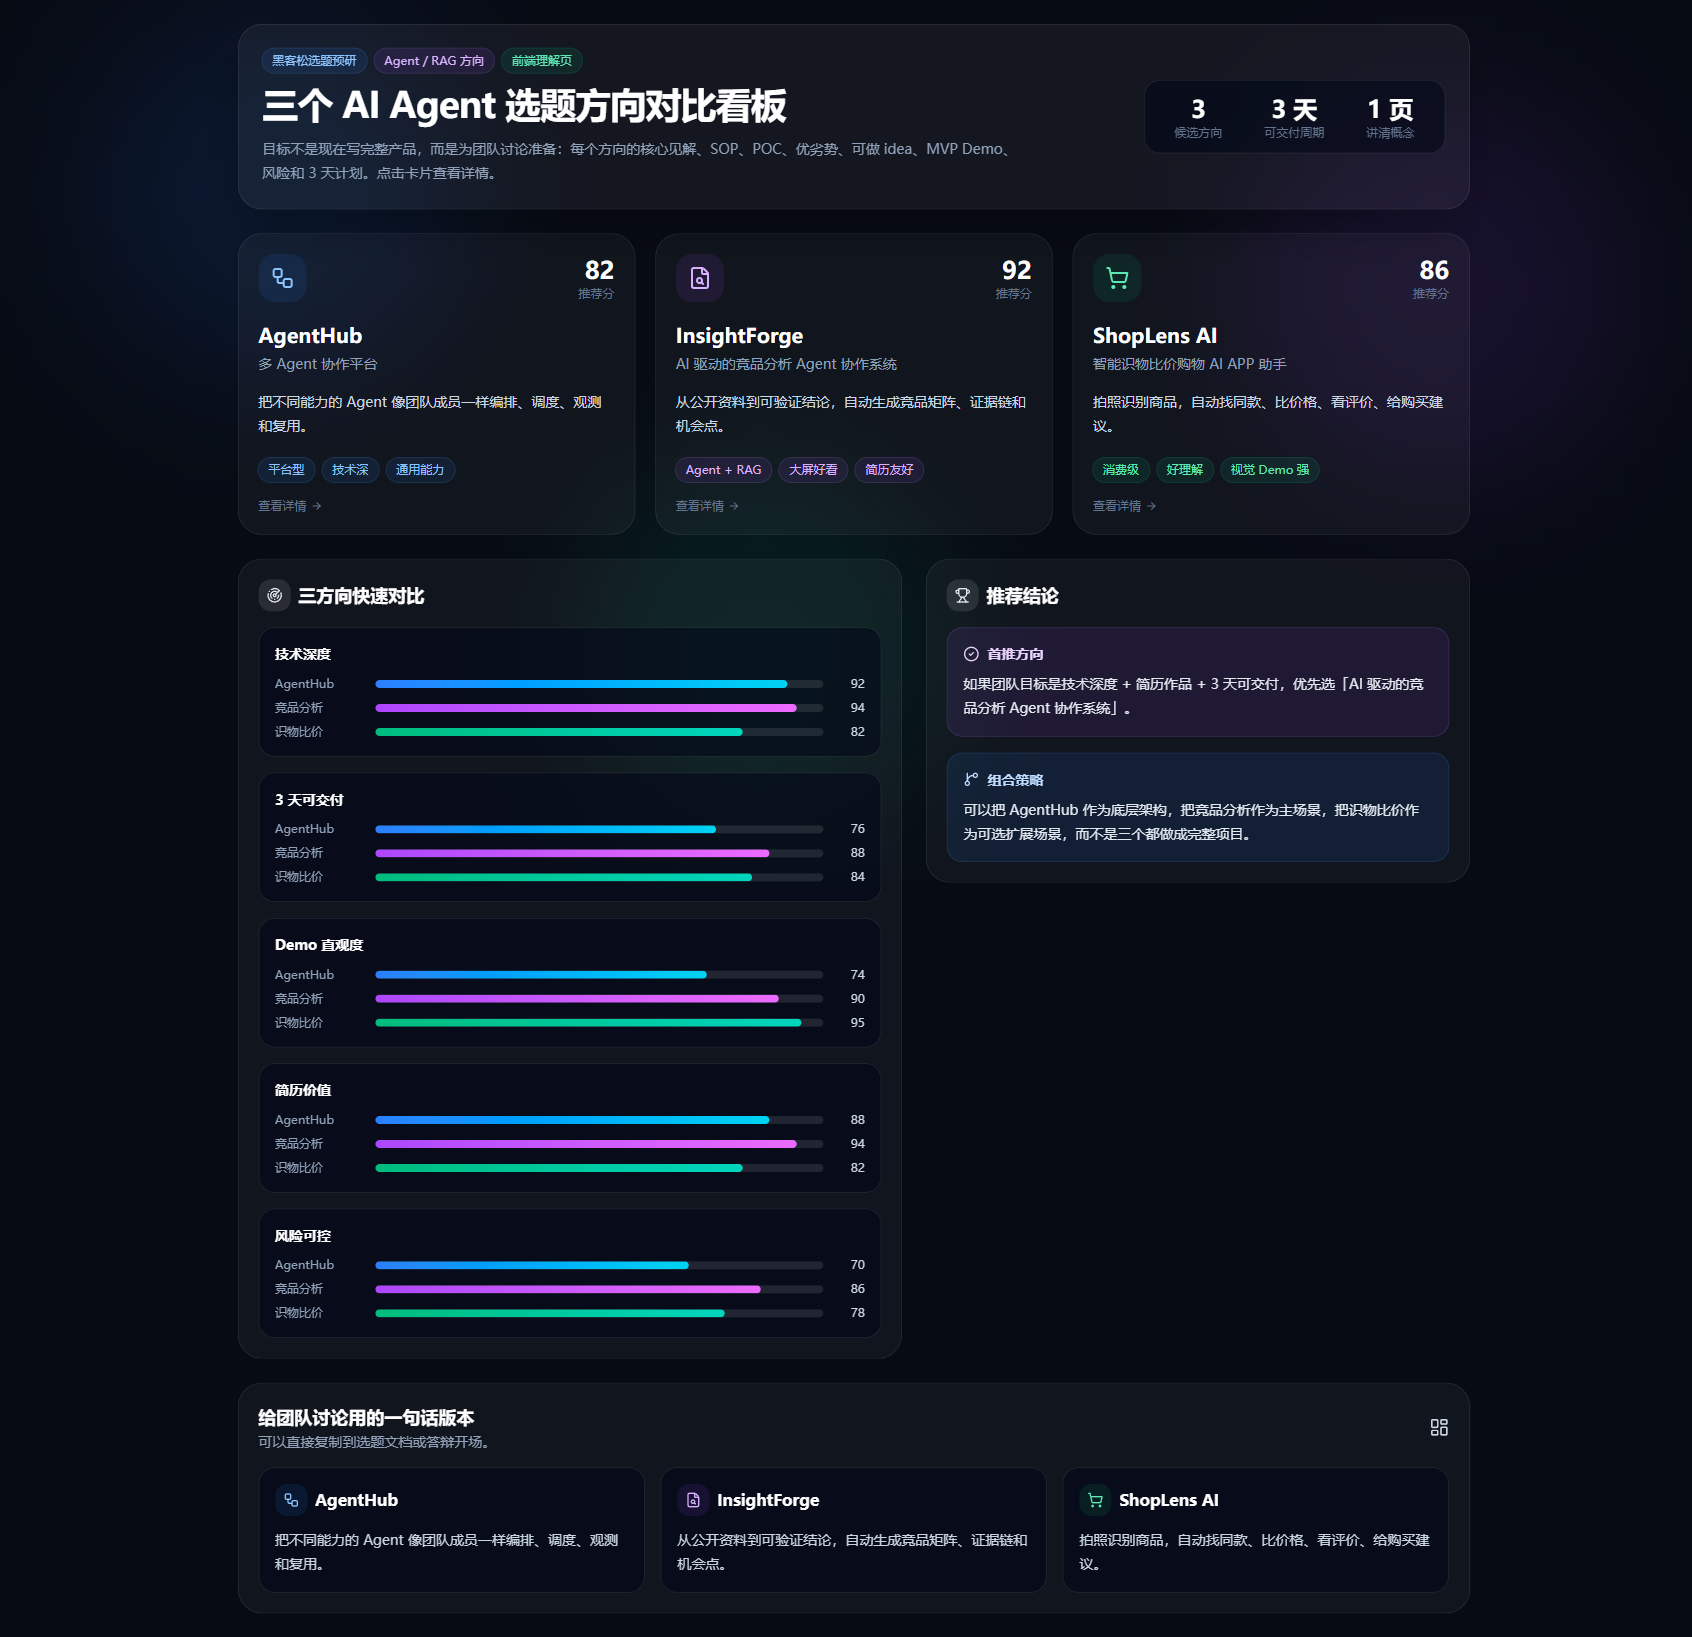 黑客松选题预研 Agent / RAG 方向 前端理解页
三个 AI Agent 选题方向对比看板
目标不是现在写完整产品，而是为团队讨论准备：每个方向的核心见解、SOP、POC、优劣势、可做 idea、MVP Demo、
风险和 3 天计划。点击卡片查看详情。
3 3 天 1 页
候选方向 可交付周期 讲清概念
82
推荐分
AgentHub
多 Agent 协作平台
把不同能力的 Agent 像团队成员一样编排、调度、观测
和复用。
平台型 技术深 通用能力
查看详情 →
92
推荐分
InsightForge
AI 驱动的竞品分析 Agent 协作系统
从公开资料到可验证结论，自动生成竞品矩阵、证据链和
机会点。
Agent + RAG 大屏好看 简历友好
查看详情 →
86
推荐分
ShopLens AI
智能识物比价购物 AI APP 助手
拍照识别商品，自动找同款、比价格、看评价、给购买建
议。
消费级 好理解 视觉 Demo 强
查看详情 →
三方向快速对比
技术深度
AgentHub 92
竞品分析 94
识物比价 82
3 天可交付
AgentHub 76
竞品分析 88
识物比价 84
Demo 直观度
AgentHub 74
竞品分析 90
识物比价 95
简历价值
AgentHub 88
竞品分析 94
识物比价 82
风险可控
AgentHub 70
竞品分析 86
识物比价 78
推荐结论
首推方向
如果团队目标是技术深度 + 简历作品 + 3 天可交付，优先选「AI 驱动的竞
品分析 Agent 协作系统」。
组合策略
可以把 AgentHub 作为底层架构，把竞品分析作为主场景，把识物比价作
为可选扩展场景，而不是三个都做成完整项目。
给团队讨论用的一句话版本
可以直接复制到选题文档或答辩开场。
AgentHub
把不同能力的 Agent 像团队成员一样编排、调度、观测
和复用。
InsightForge
从公开资料到可验证结论，自动生成竞品矩阵、证据链和
机会点。
ShopLens AI
拍照识别商品，自动找同款、比价格、看评价、给购买建
议。